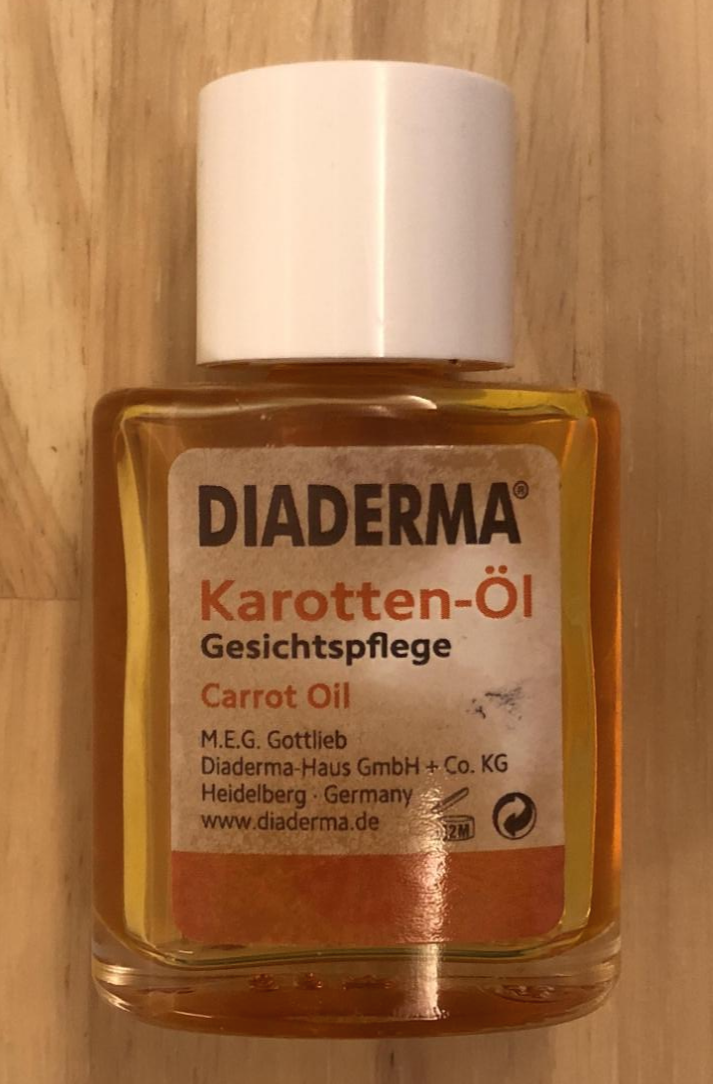 DIADERMA®
Karotten-Öl
Gesichtspflege
Carrot Oil
M.E.G. Gottlieb
Diaderma-Haus GmbH + Co. KG
Heidelberg · Germany
www.diaderma.de